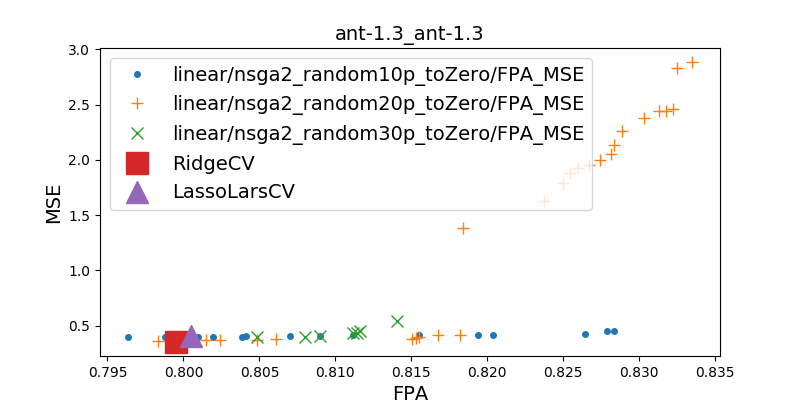 ant-1.3_ant-1.3
3.0
2.5
2.0
1.5
1.0
0.5
MSE
linear/nsga2_random10p_toZero/FPA_MSE
linear/nsga2_random20p_toZero/FPA_MSE
linear/nsga2_random30p_toZero/FPA_MSE
RidgeCV
LassoLarsCV
0.795 0.800 0.805 0.810 0.815 0.820 0.825 0.830 0.835
FPA